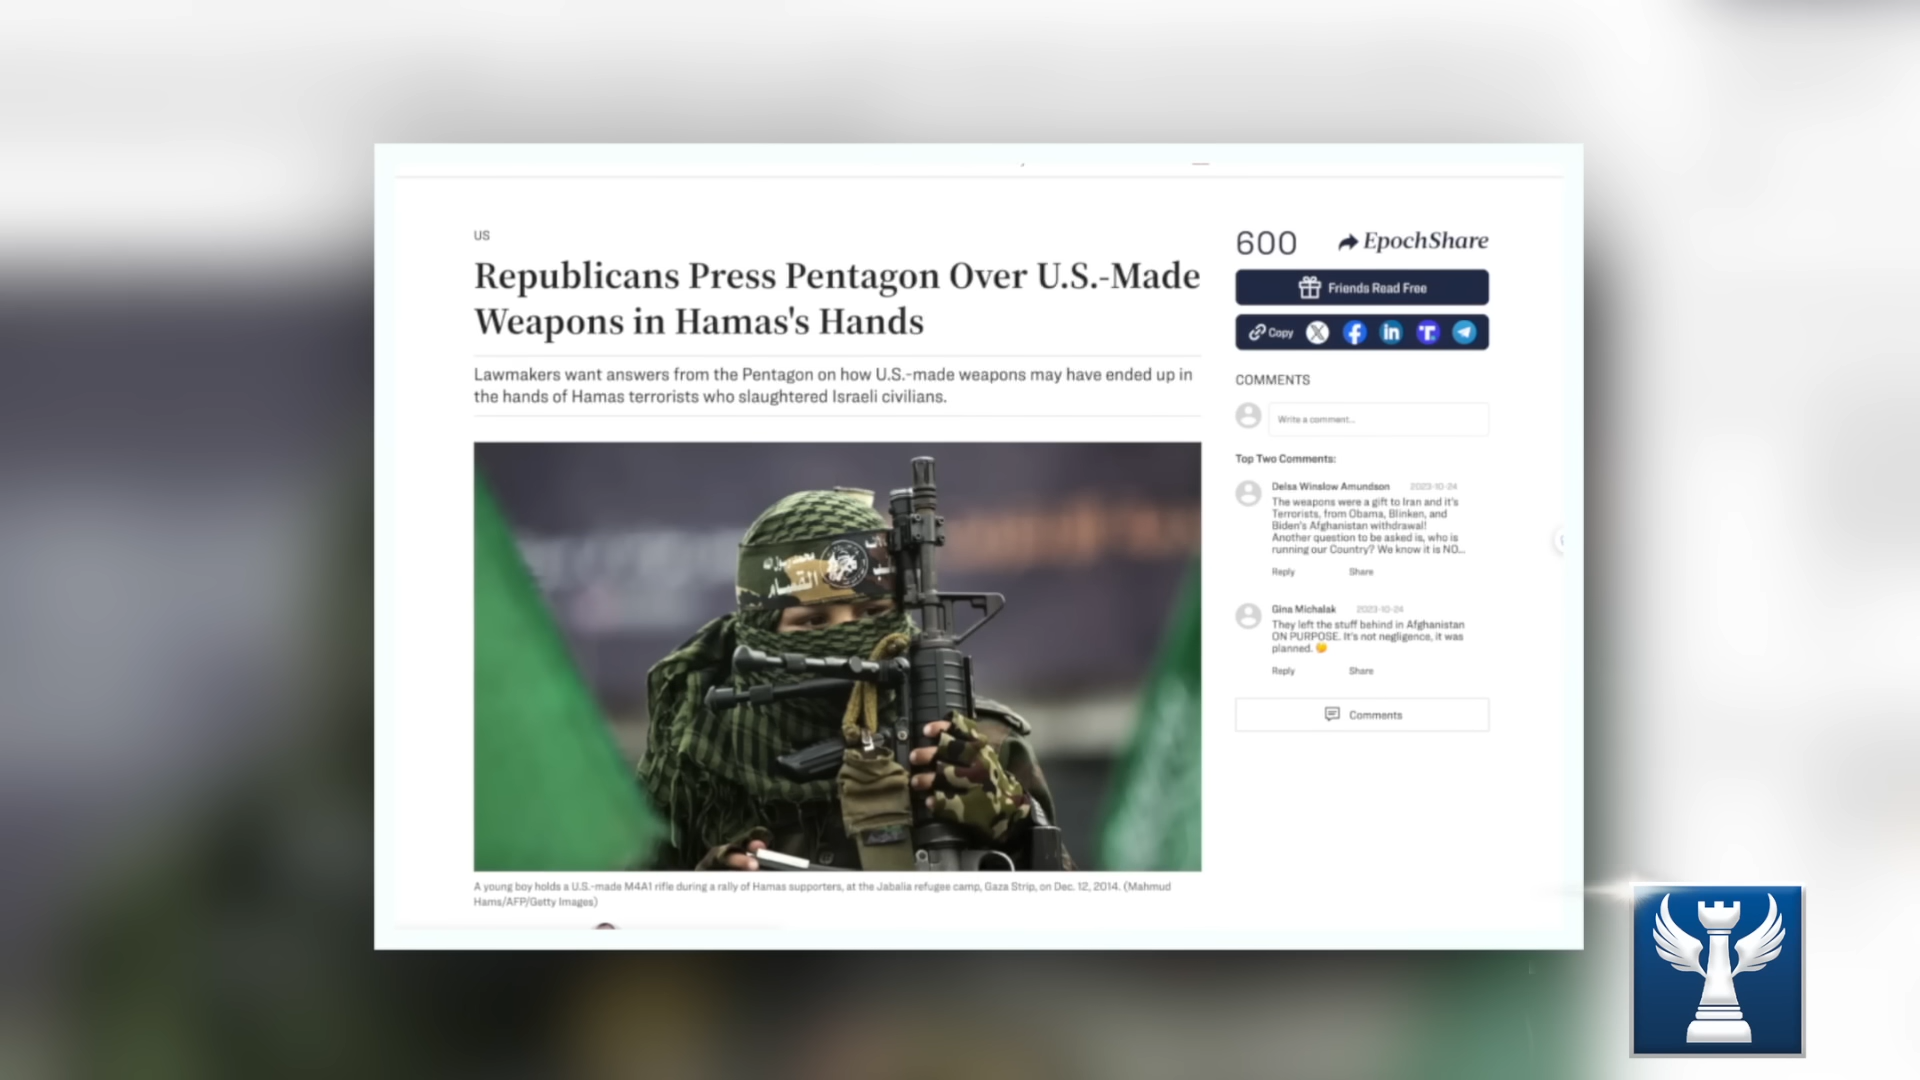 US
Republicans Press Pentagon Over U.S.-Made
Weapons in Hamas's Hands
Lawmakers want answers from the Pentagon on how U.S.-made weapons may have ended up in
the hands of Hamas terrorists who slaughtered Israeli civilians.
A young boy holds a U.S.-made M4A1 rifle during a rally of Hamas supporters, at the Jabalia refugee camp, Gaza Strip, on Dec. 12, 2014. (Mahmud
Hams/AFP/Getty Images)
600
EpochShare
Friends Read Free
Copy
COMMENTS
Write a comment...
Top Two Comments:
Delsa Winslow Amundson 2023-10-24
The weapons were a gift to Iran and it's
Terrorists, from Obama, Blinken, and
Biden's Afghanistan withdrawal!
Another question to be asked is, who is
running our Country? We know it is NO...
Reply Share
Gina Michalak 2023-10-24
They left the stuff behind in Afghanistan
ON PURPOSE. It's not negligence, it was
planned.
Reply Share
Comments